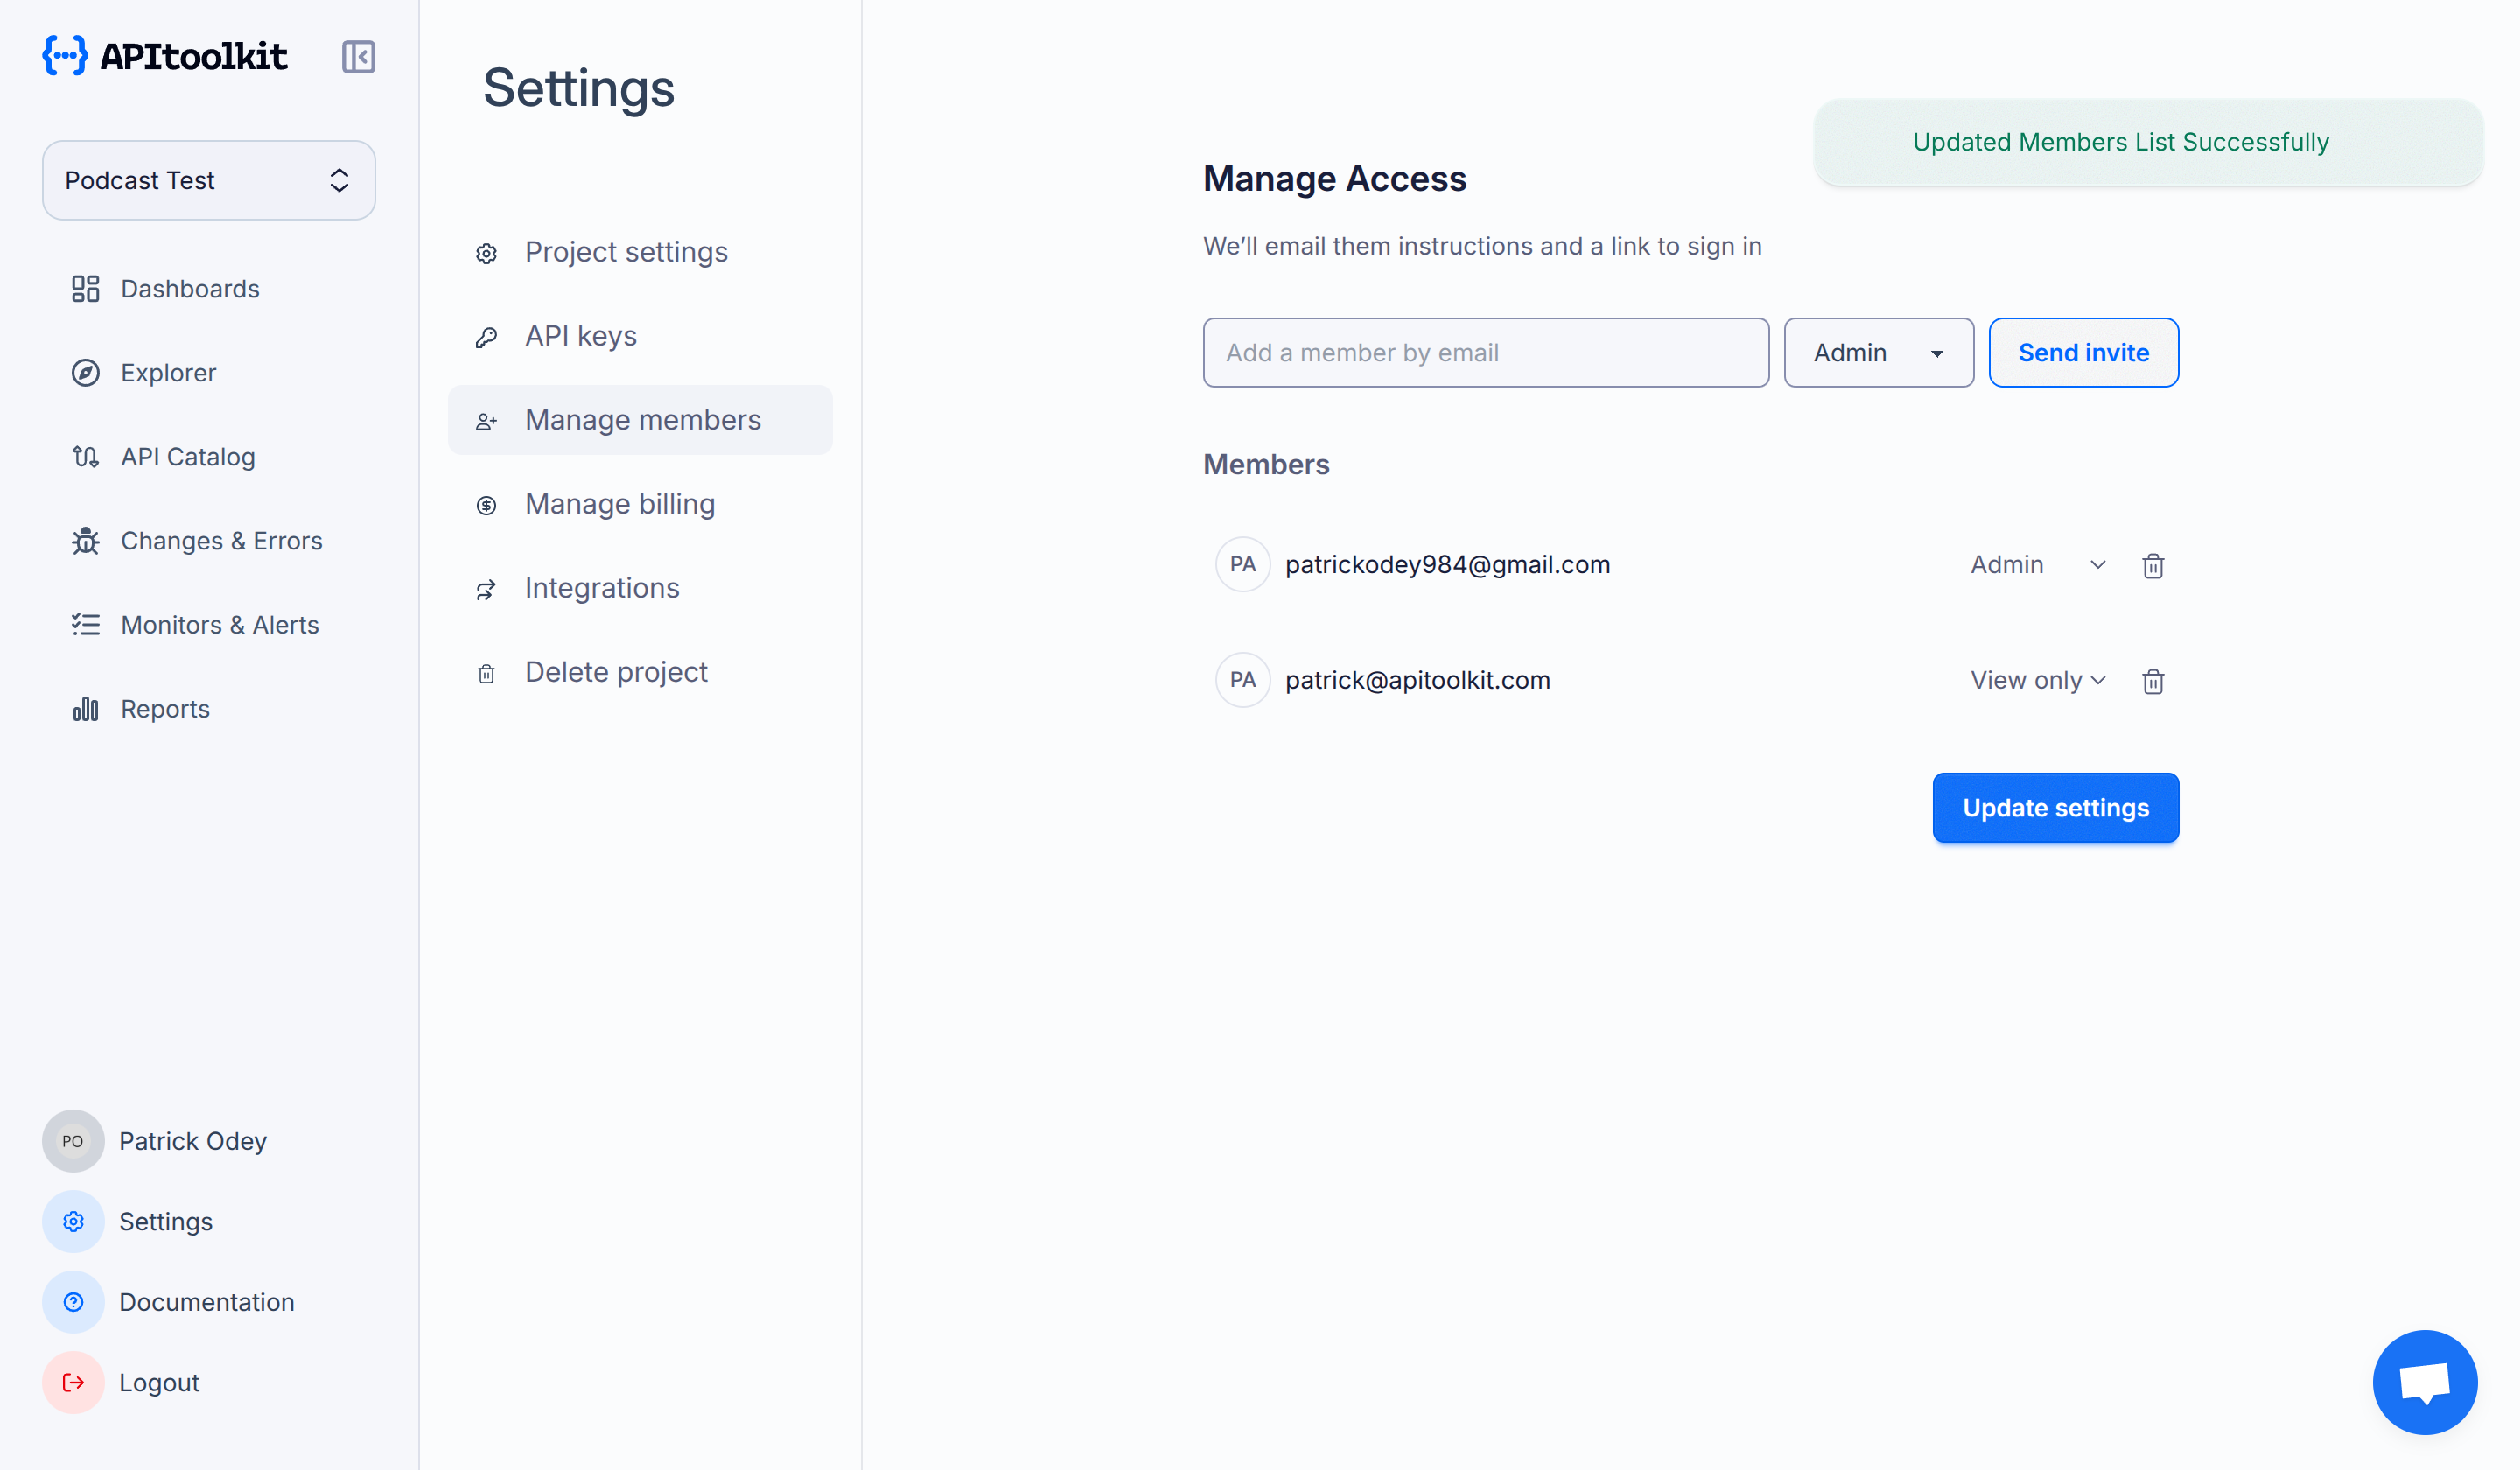 APItoolkit
Podcast Test
Dashboards
Explorer
API Catalog
Changes & Errors
Monitors & Alerts
Reports
PO Patrick Odey
Settings
Documentation
Logout
Settings
Project settings
API keys
Manage members
Manage billing
Integrations
Delete project
Updated Members List Successfully
Manage Access
We’ll email them instructions and a link to sign in
Add a member by email Admin Send invite
Members
PA patrickodey984@gmail.com Admin
PA patrick@apitoolkit.com View only
Update settings